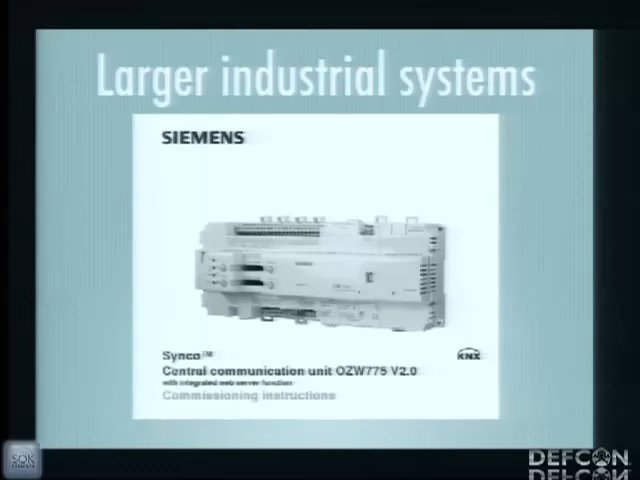 Larger industrial systems
SIEMENS
Synco™
KNX
Central communication unit OZW775 V2.0
with integrated web server function
Commissioning instructions
SOK
DEFCON